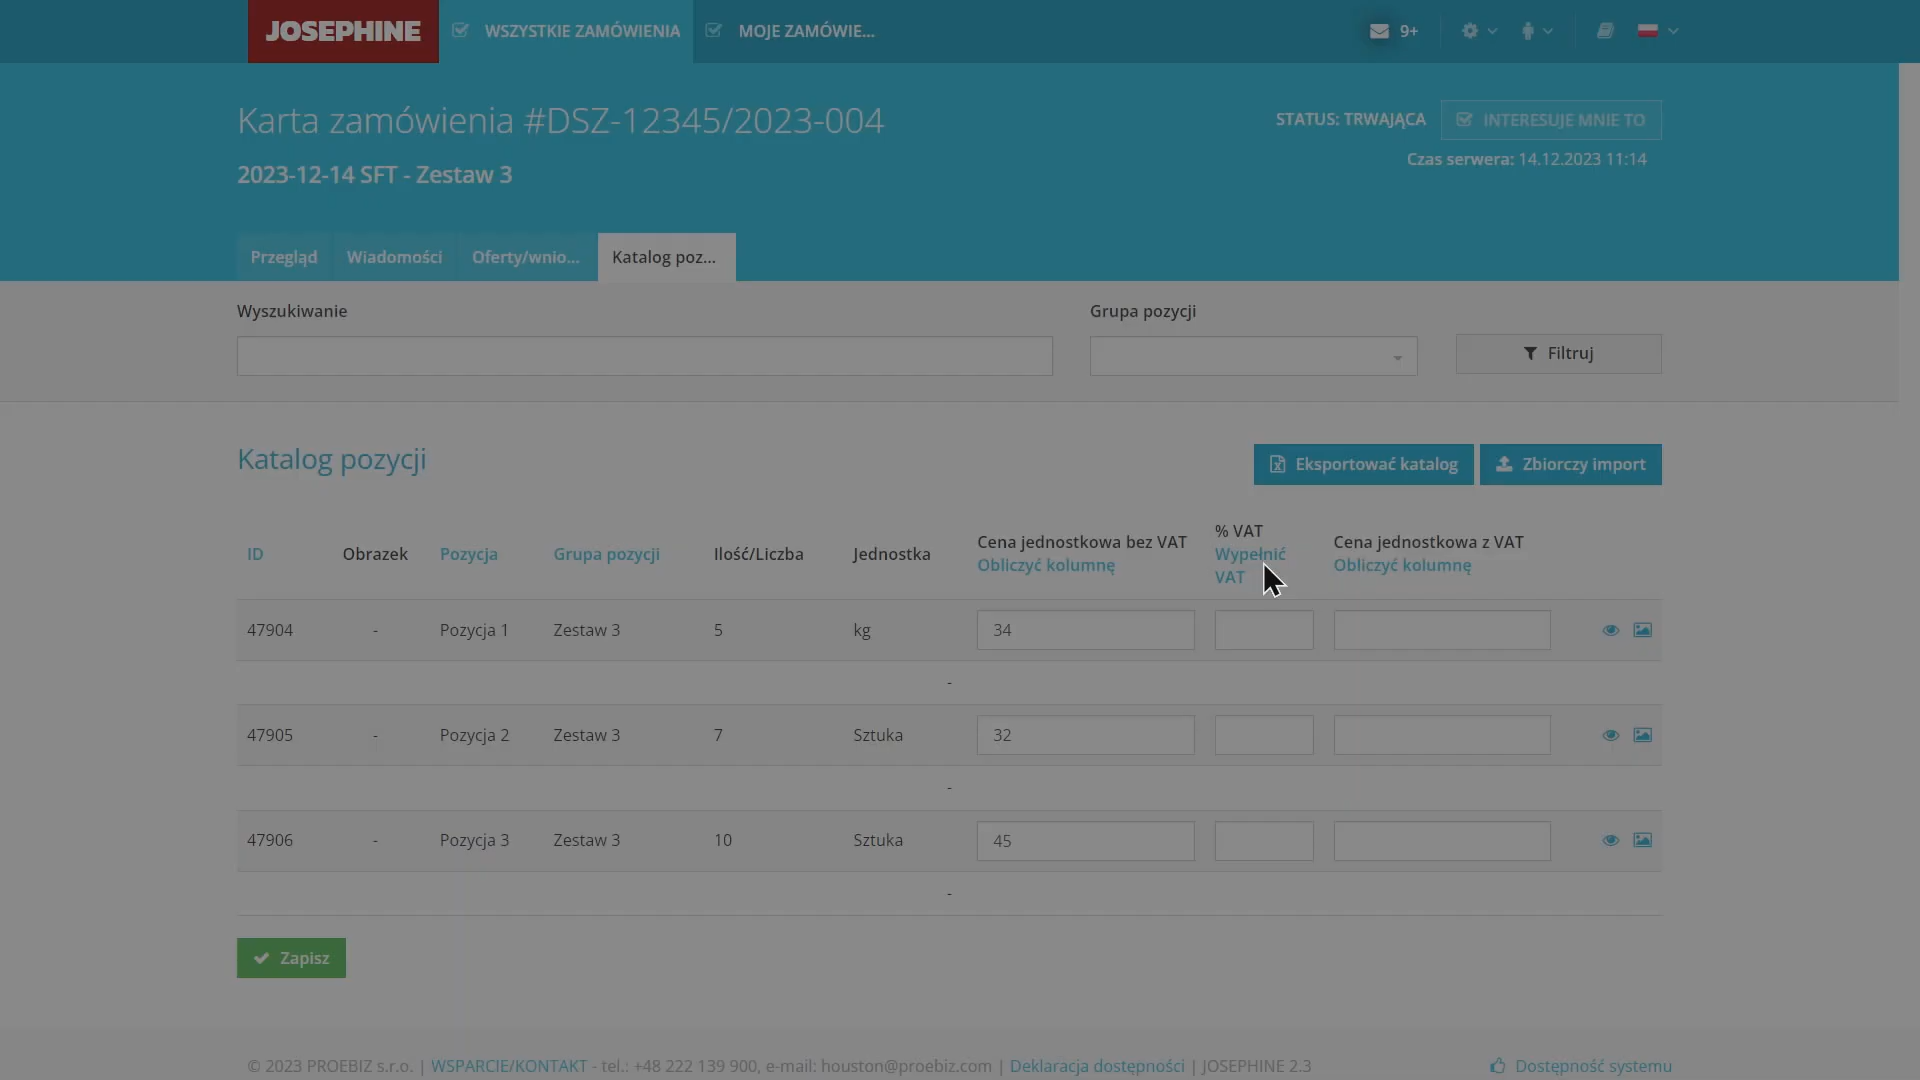 JOSEPHINE
WSZYSTKIE ZAMÓWIENIA
MOJE ZAMÓWIE...
9+
Karta zamówienia #DSZ-12345/2023-004
STATUS: TRWAJĄCA
INTERESUJE MNIE TO
Czas serwera: 14.12.2023 11:14
2023-12-14 SFT - Zestaw 3
Przegląd
Wiadomości
Oferty/wnio...
Katalog poz...
Wyszukiwanie
Grupa pozycji
Filtruj
Katalog pozycji
Eksportować katalog
Zbiorczy import
ID
Obrazek
Pozycja
Grupa pozycji
Ilość/Liczba
Jednostka
Cena jednostkowa bez VAT
Obliczyć kolumnę
% VAT
Wypełnić
VAT
Cena jednostkowa z VAT
Obliczyć kolumnę
47904 - Pozycja 1 Zestaw 3 5 kg 34
-
47905 - Pozycja 2 Zestaw 3 7 Sztuka 32
-
47906 - Pozycja 3 Zestaw 3 10 Sztuka 45
-
Zapisz
© 2023 PROEBIZ s.r.o. | WSPARCIE/KONTAKT - tel.: +48 222 139 900, e-mail: houston@proebiz.com | Deklaracja dostępności | JOSEPHINE 2.3
Dostępność systemu